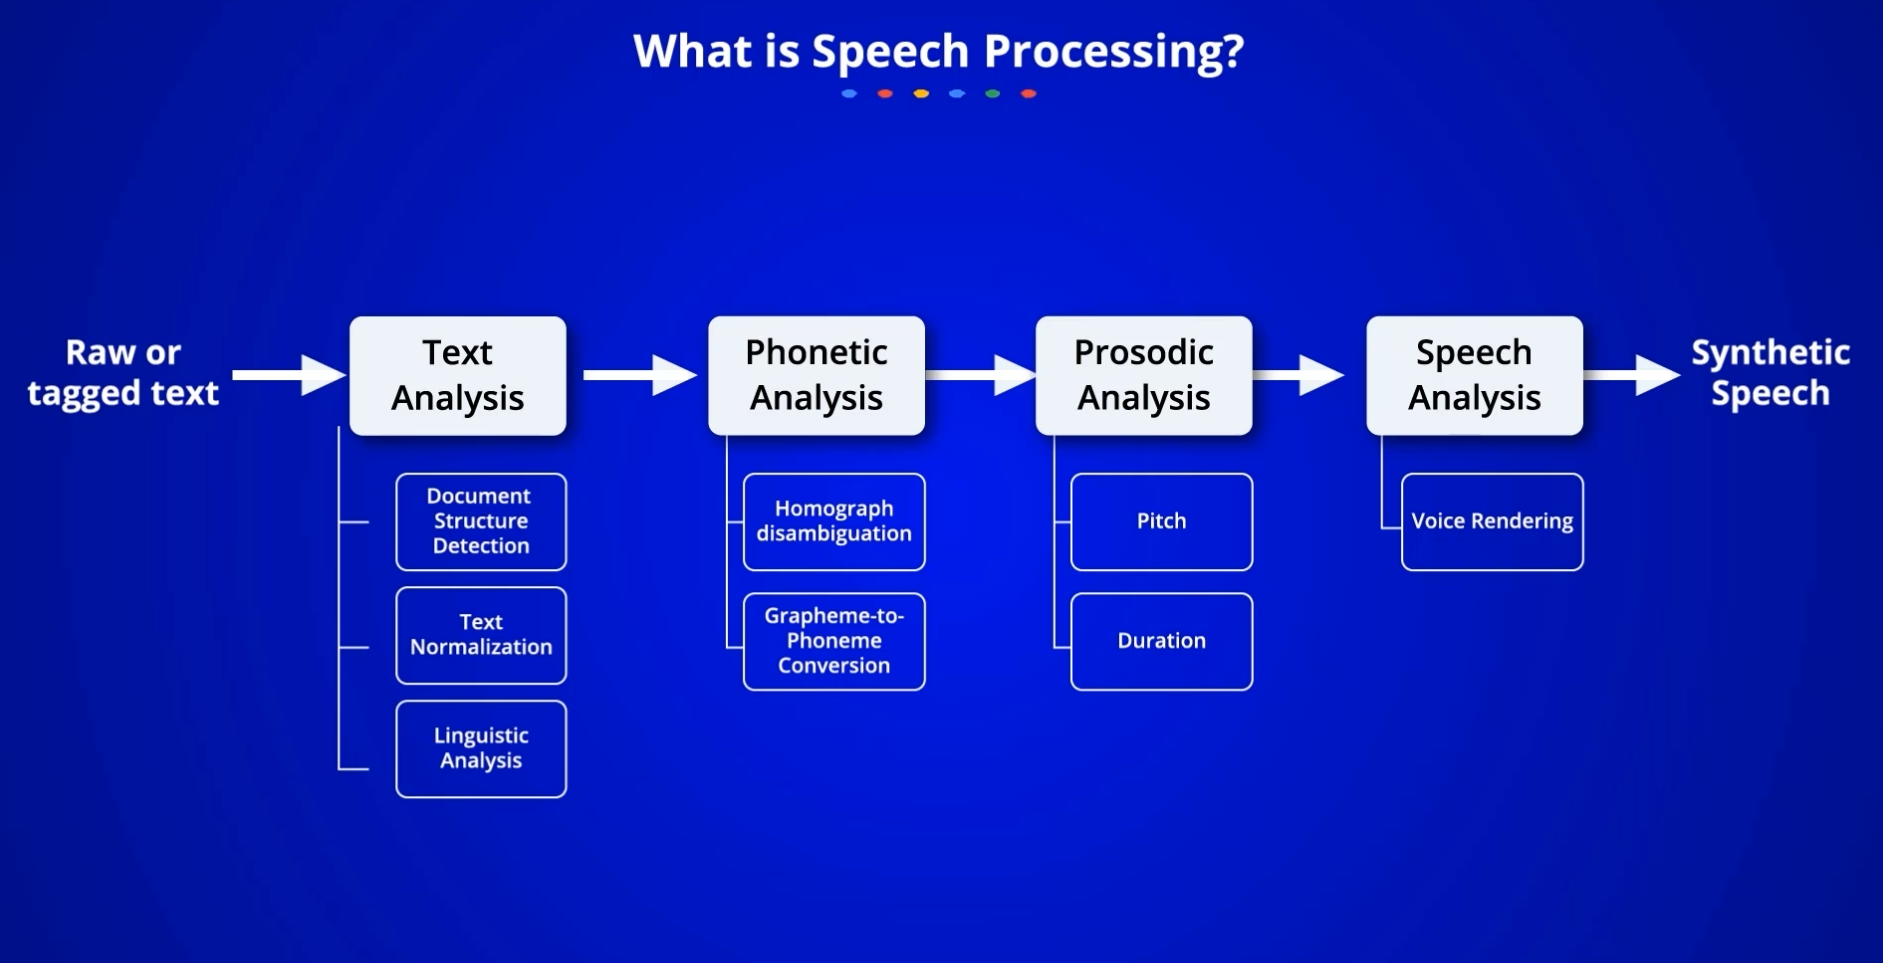 What is Speech Processing?
Raw or
tagged text
Text
Analysis
Document
Structure
Detection
Text
Normalization
Linguistic
Analysis
Phonetic
Analysis
Homograph
disambiguation
Grapheme-to-
Phoneme
Conversion
Prosodic
Analysis
Pitch
Duration
Speech
Analysis
Voice Rendering
Synthetic
Speech